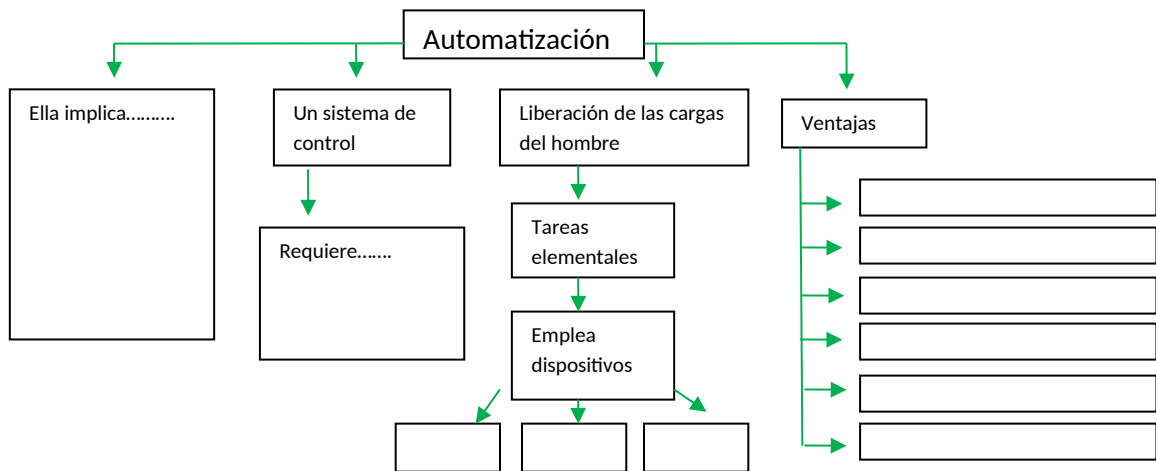 Automatización
Ella implica……….
Un sistema de
control
Requiere…….
Liberación de las cargas
del hombre
Tareas
elementales
Emplea
dispositivos
Ventajas